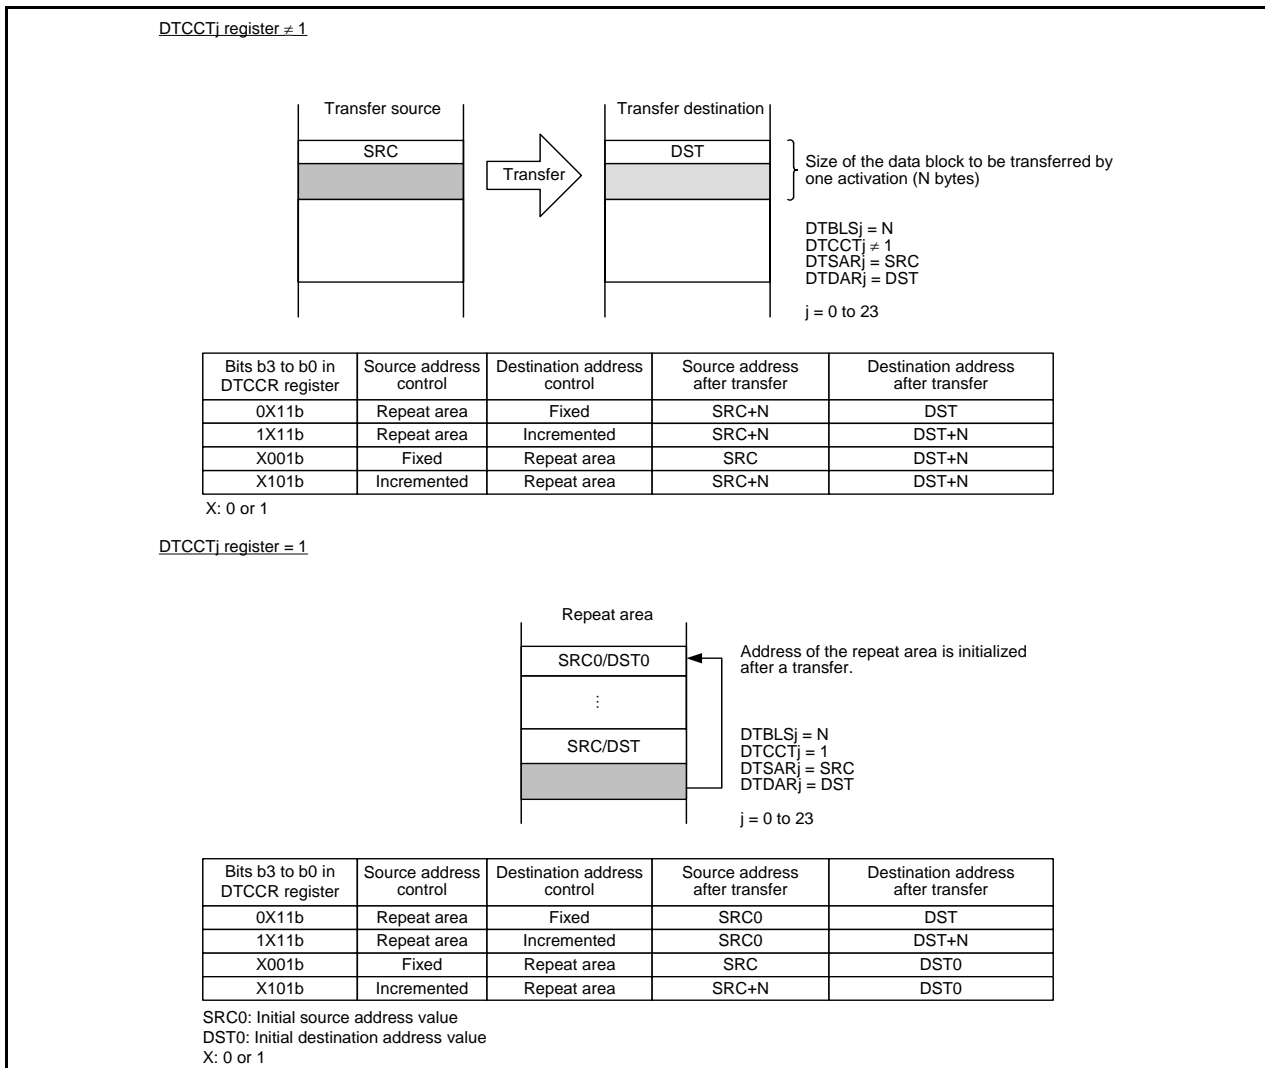 DTCCTj register ≠ 1
Transfer source
Transfer destination
SRC
DST
Transfer
Size of the data block to be transferred by
one activation (N bytes)
DTBLSj = N
DTCCTj ≠ 1
DTSARj = SRC
DTDARj = DST
j = 0 to 23
Bits b3 to b0 in DTCCR register Source address control Destination address control Source address after transfer Destination address after transfer
0X11b Repeat area Fixed SRC+N DST
1X11b Repeat area Incremented SRC+N DST+N
X001b Fixed Repeat area SRC DST+N
X101b Incremented Repeat area SRC+N DST+N
X: 0 or 1
DTCCTj register = 1
Repeat area
SRC0/DST0
⋮
SRC/DST
Address of the repeat area is initialized
after a transfer.
DTBLSj = N
DTCCTj = 1
DTSARj = SRC
DTDARj = DST
j = 0 to 23
Bits b3 to b0 in DTCCR register Source address control Destination address control Source address after transfer Destination address after transfer
0X11b Repeat area Fixed SRC0 DST
1X11b Repeat area Incremented SRC0 DST+N
X001b Fixed Repeat area SRC DST0
X101b Incremented Repeat area SRC+N DST0
SRC0: Initial source address value
DST0: Initial destination address value
X: 0 or 1